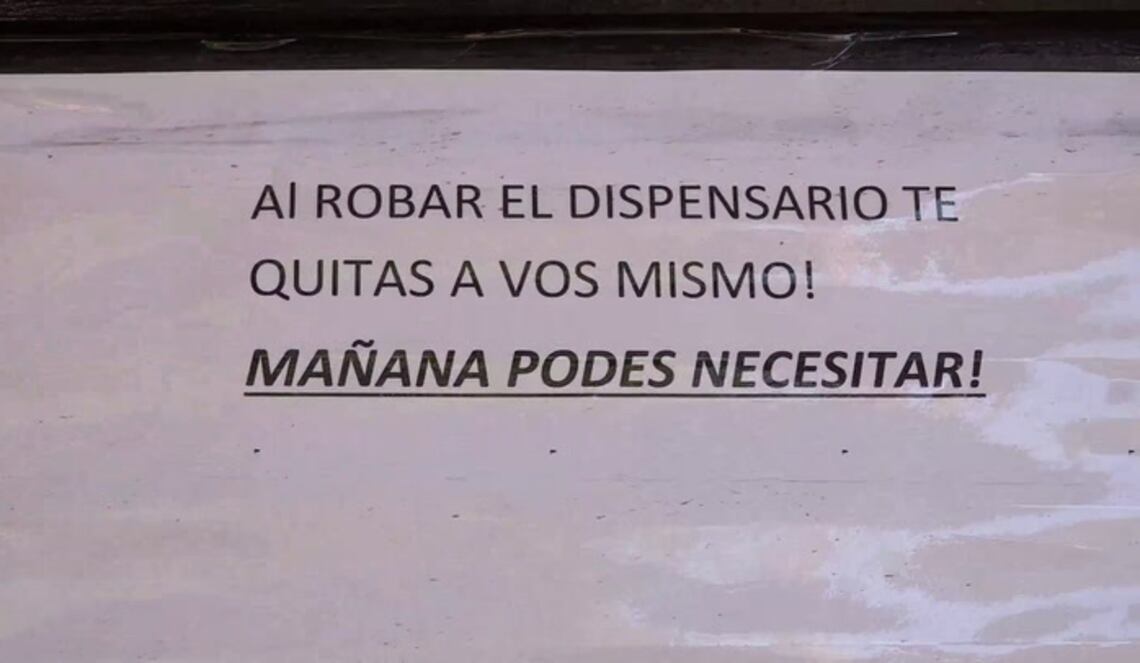 Al ROBAR EL DISPENSARIO TE
QUITAS A VOS MISMO!
MAÑANA PODES NECESITAR!